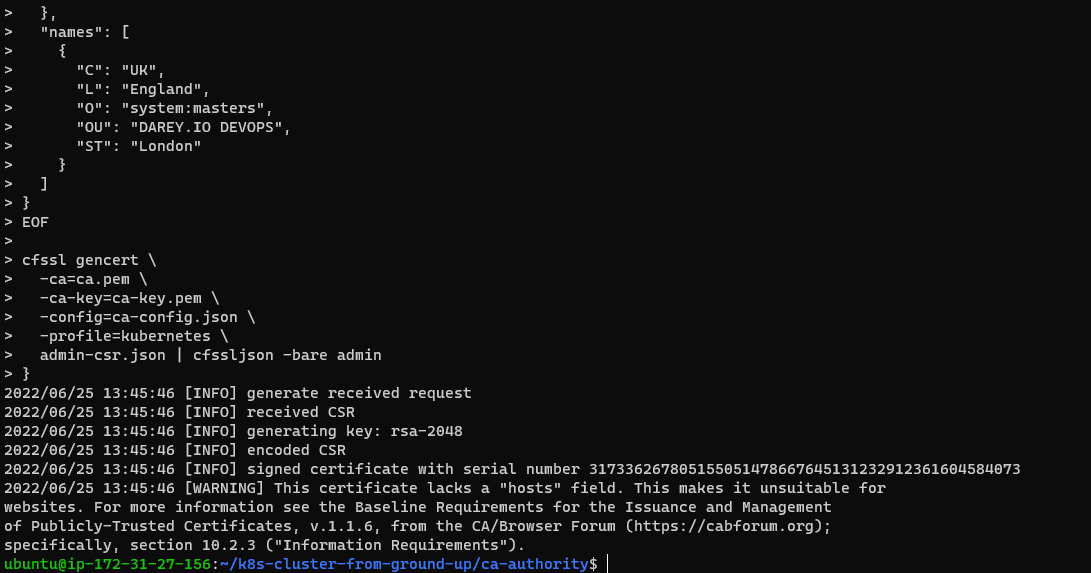 >   },
>   "names": [
>     {
>       "C": "UK",
>       "L": "England",
>       "O": "system:masters",
>       "OU": "DAREY.IO DEVOPS",
>       "ST": "London"
>     }
>   ]
> }
> EOF
>
> cfssl gencert \
>   -ca=ca.pem \
>   -ca-key=ca-key.pem \
>   -config=ca-config.json \
>   -profile=kubernetes \
>   admin-csr.json | cfssljson -bare admin
> }
2022/06/25 13:45:46 [INFO] generate received request
2022/06/25 13:45:46 [INFO] received CSR
2022/06/25 13:45:46 [INFO] generating key: rsa-2048
2022/06/25 13:45:46 [INFO] encoded CSR
2022/06/25 13:45:46 [INFO] signed certificate with serial number 317336267805155051478667645131232912361604584073
2022/06/25 13:45:46 [WARNING] This certificate lacks a "hosts" field. This makes it unsuitable for
websites. For more information see the Baseline Requirements for the Issuance and Management
of Publicly-Trusted Certificates, v.1.1.6, from the CA/Browser Forum (https://cabforum.org);
specifically, section 10.2.3 ("Information Requirements").
ubuntu@ip-172-31-27-156:~/k8s-cluster-from-ground-up/ca-authority$